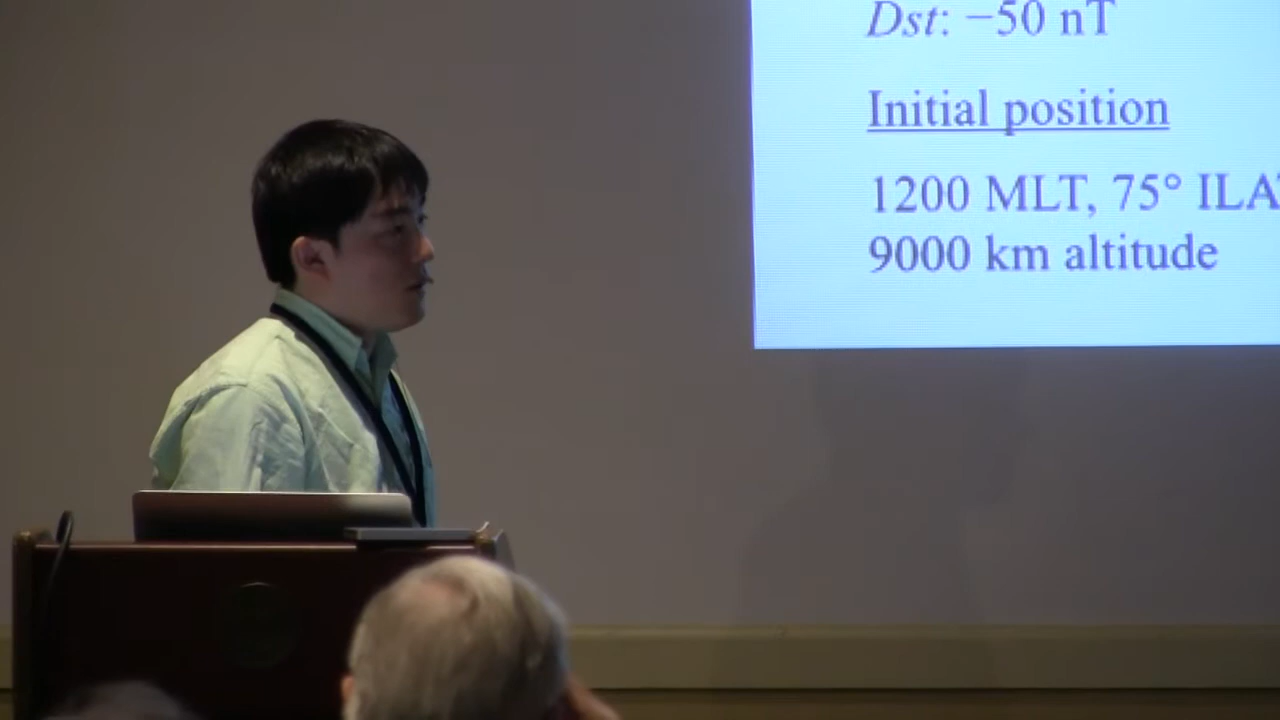 Dst: −50 nT
Initial position
1200 MLT, 75° ILA
9000 km altitude